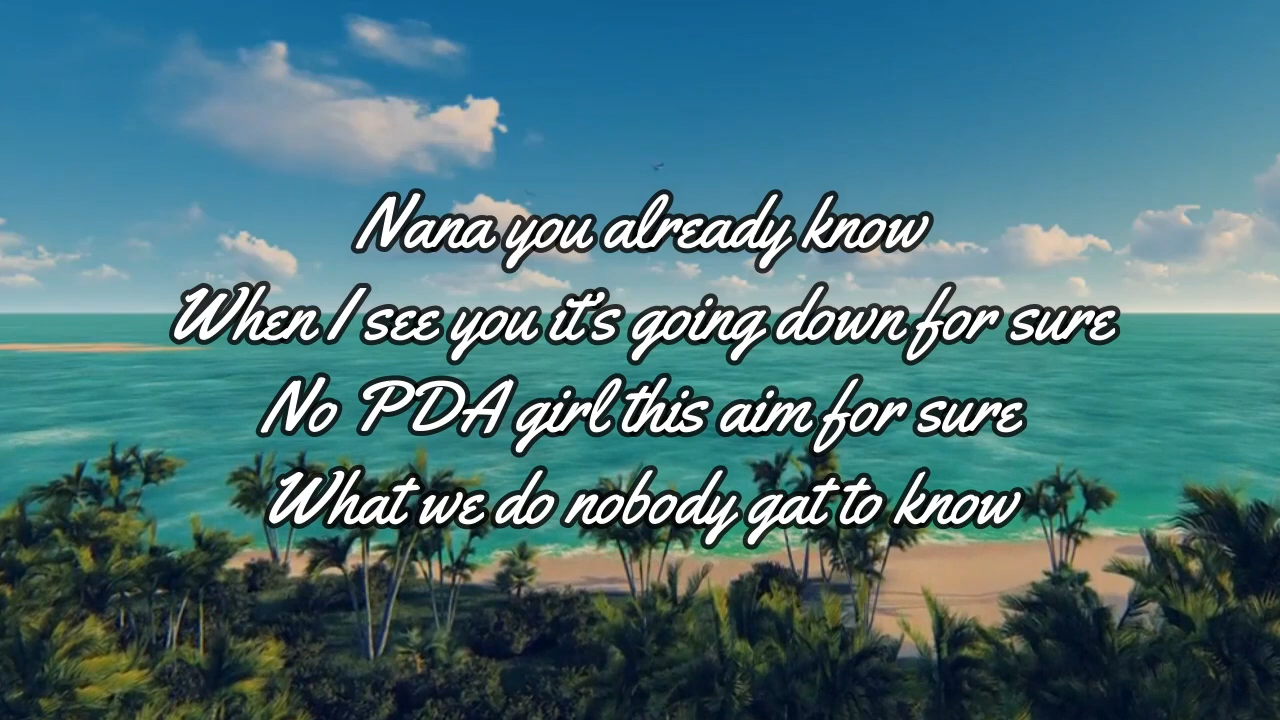 Nana you already know
When I see you it's going down for sure
No PDA girl this aim for sure
What we do nobody gat to know